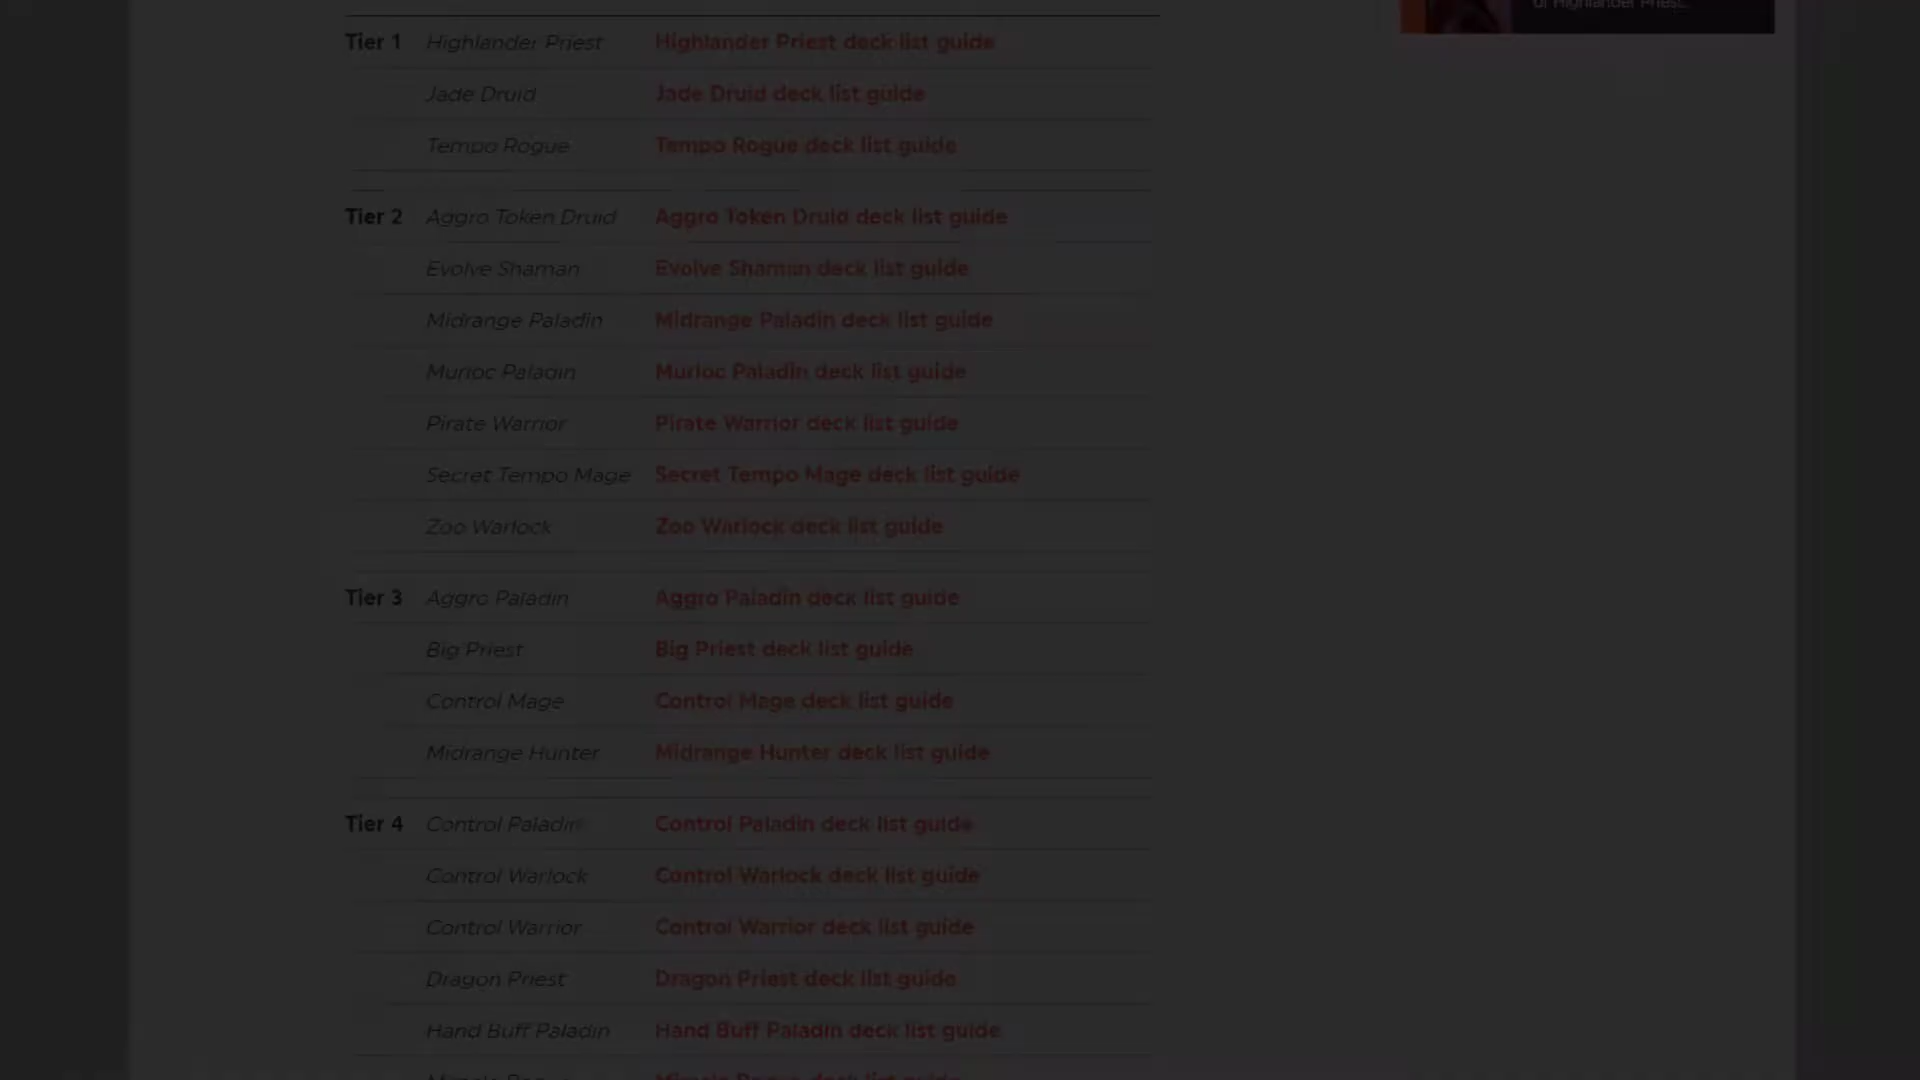 of Highlander Priest...
Tier 1 Highlander Priest Highlander Priest deck list guide
Jade Druid Jade Druid deck list guide
Tempo Rogue Tempo Rogue deck list guide
Tier 2 Aggro Token Druid Aggro Token Druid deck list guide
Evolve Shaman Evolve Shaman deck list guide
Midrange Paladin Midrange Paladin deck list guide
Murloc Paladin Murloc Paladin deck list guide
Pirate Warrior Pirate Warrior deck list guide
Secret Tempo Mage Secret Tempo Mage deck list guide
Zoo Warlock Zoo Warlock deck list guide
Tier 3 Aggro Paladin Aggro Paladin deck list guide
Big Priest Big Priest deck list guide
Control Mage Control Mage deck list guide
Midrange Hunter Midrange Hunter deck list guide
Tier 4 Control Paladin Control Paladin deck list guide
Control Warlock Control Warlock deck list guide
Control Warrior Control Warrior deck list guide
Dragon Priest Dragon Priest deck list guide
Hand Buff Paladin Hand Buff Paladin deck list guide